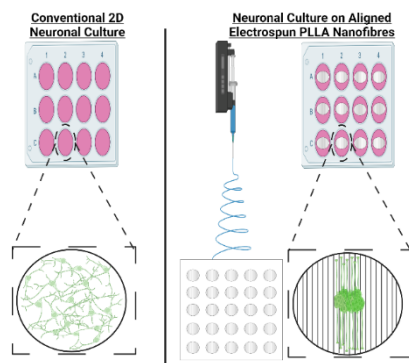 Conventional 2D
Neuronal Culture
Neuronal Culture on Aligned
Electrospun PLLA Nanofibres
1 2 3 4
A
B
C
1 2 3 4
A
B
C